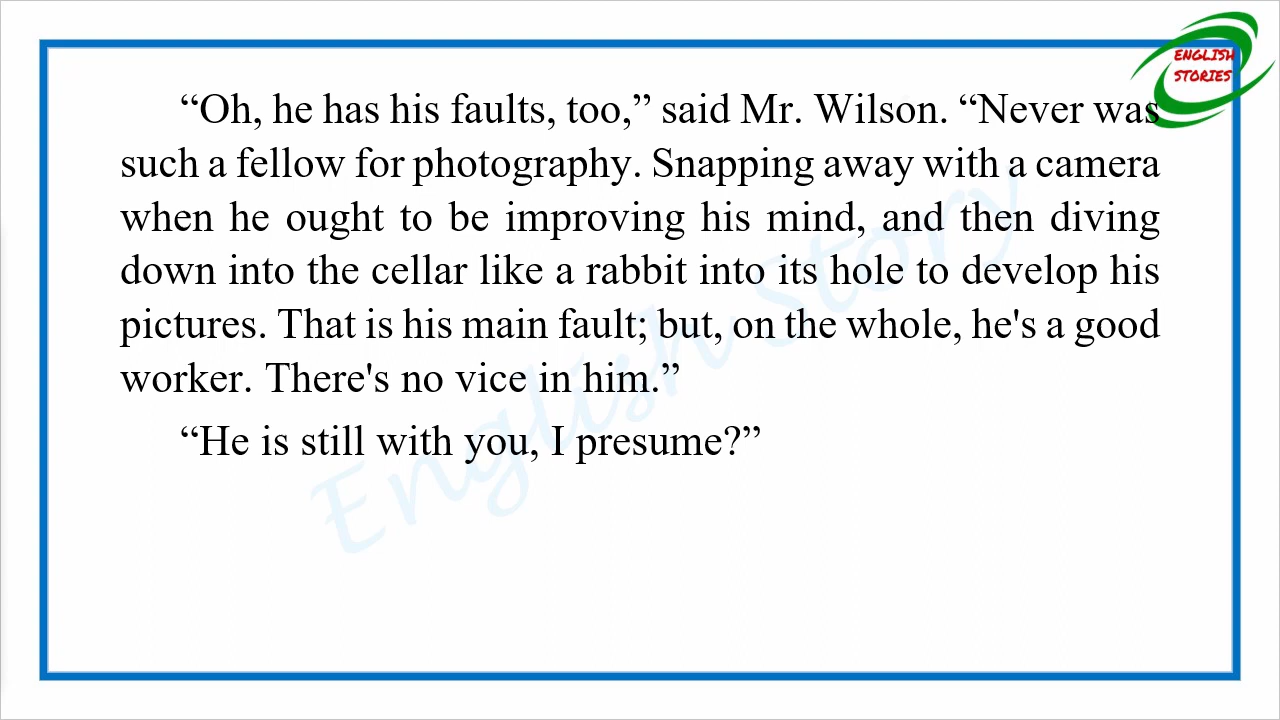 ENGLISH
STORIES
“Oh, he has his faults, too,” said Mr. Wilson. “Never was
such a fellow for photography. Snapping away with a camera
when he ought to be improving his mind, and then diving
down into the cellar like a rabbit into its hole to develop his
pictures. That is his main fault; but, on the whole, he's a good
worker. There's no vice in him.”
“He is still with you, I presume?”
English Story